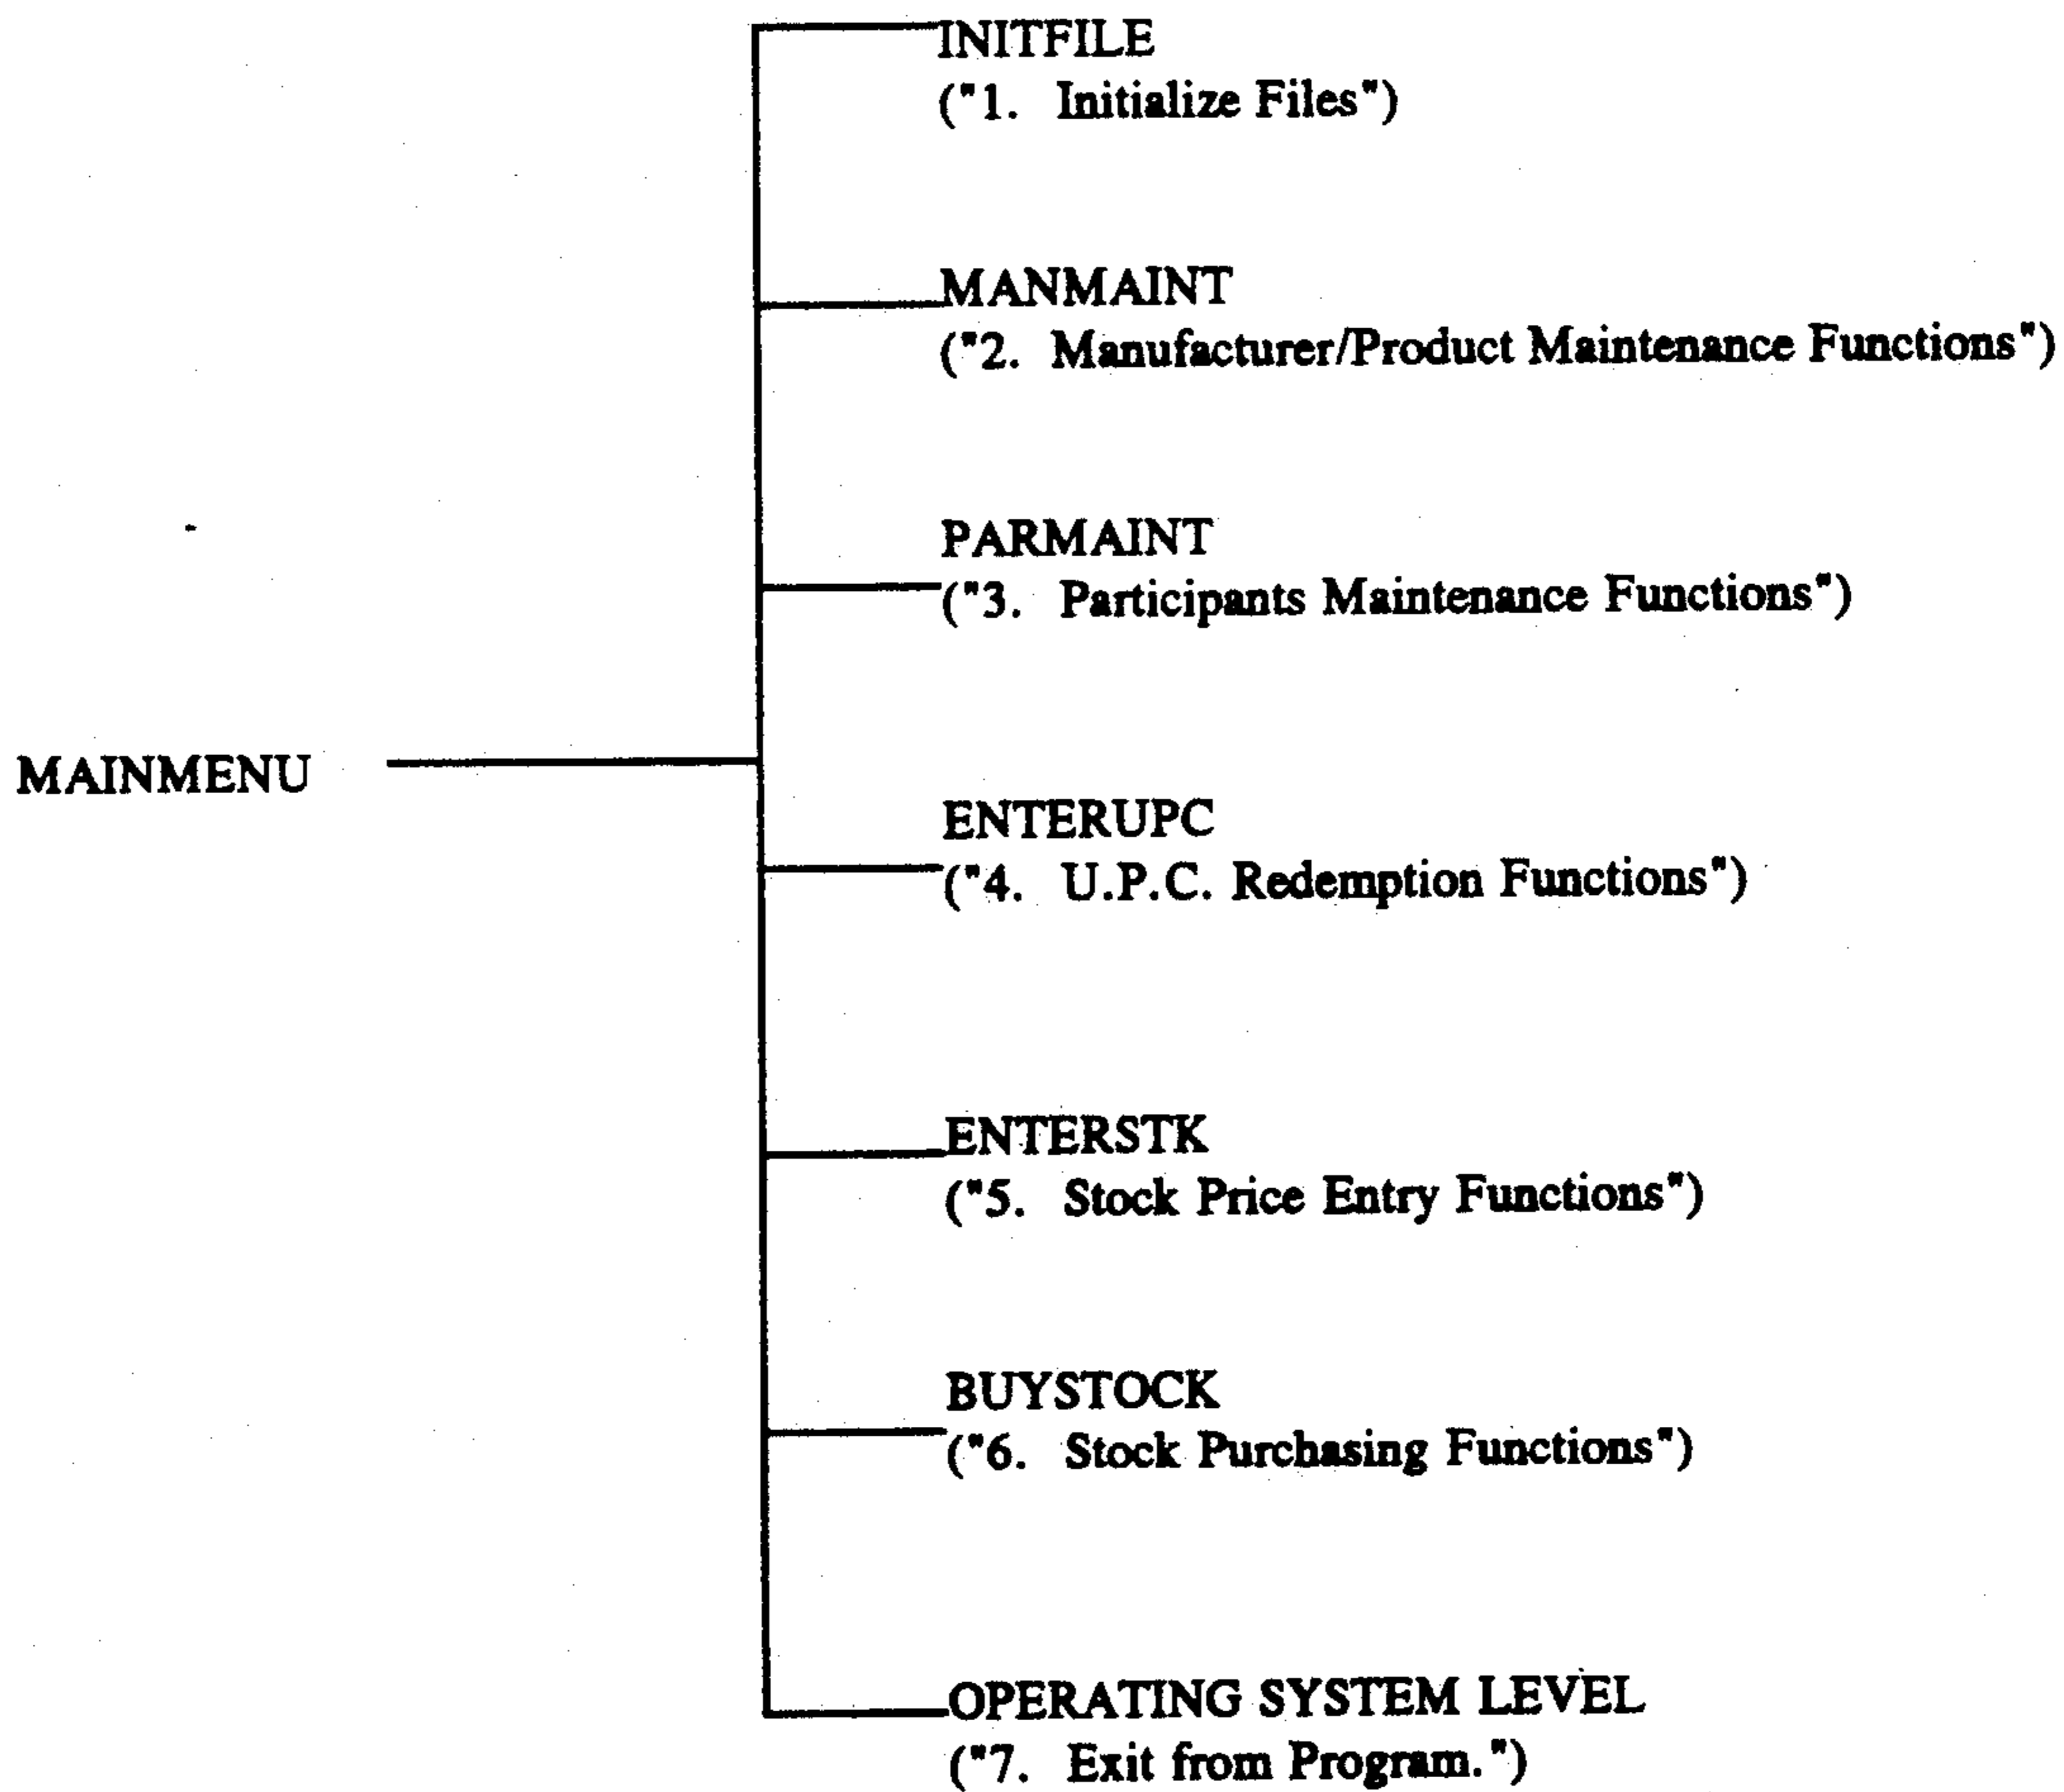 INITFILE
("1. Initialize Files")
MANMAINT
("2. Manufacturer/Product Maintenance Functions")
PARMAINT
("3. Participants Maintenance Functions")
MAINMENU
ENTERUPC
("4. U.P.C. Redemption Functions")
ENTERSTK
("5. Stock Price Entry Functions")
BUYSTOCK
("6. Stock Purchasing Functions")
OPERATING SYSTEM LEVEL
("7. Exit from Program.")